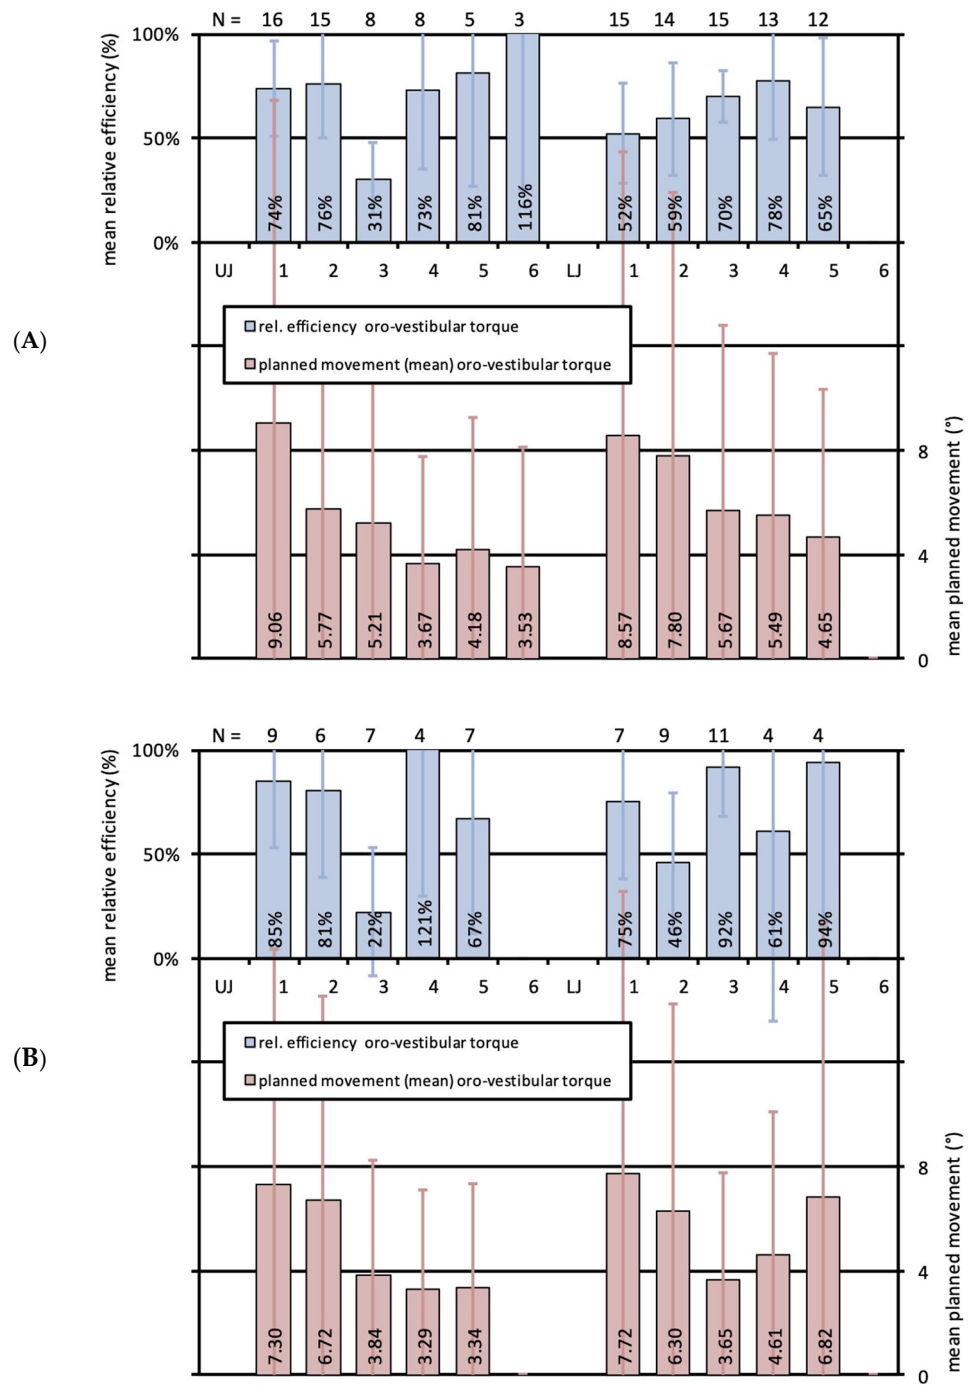 N = 16 15 8 8 5 3 15 14 15 13 12
100%
mean relative efficiency (%)
50%
74% 76% 31% 73% 81% 116% 52% 59% 70% 78% 65%
0%
UJ 1 2 3 4 5 6 LJ 1 2 3 4 5 6
rel. efficiency oro-vestibular torque
(A)
planned movement (mean) oro-vestibular torque
mean planned movement (°)
8
4
9.06 5.77 5.21 3.67 4.18 3.53 8.57 7.80 5.67 5.49 4.65
0
N = 9 6 7 4 7 7 9 11 4 4
100%
mean relative efficiency (%)
50%
85% 81% 22% 121% 67% 75% 46% 92% 61% 94%
0%
UJ 1 2 3 4 5 6 LJ 1 2 3 4 5 6
rel. efficiency oro-vestibular torque
(B)
planned movement (mean) oro-vestibular torque
mean planned movement (°)
8
4
7.30 6.72 3.84 3.29 3.34 7.72 6.30 3.65 4.61 6.82
0